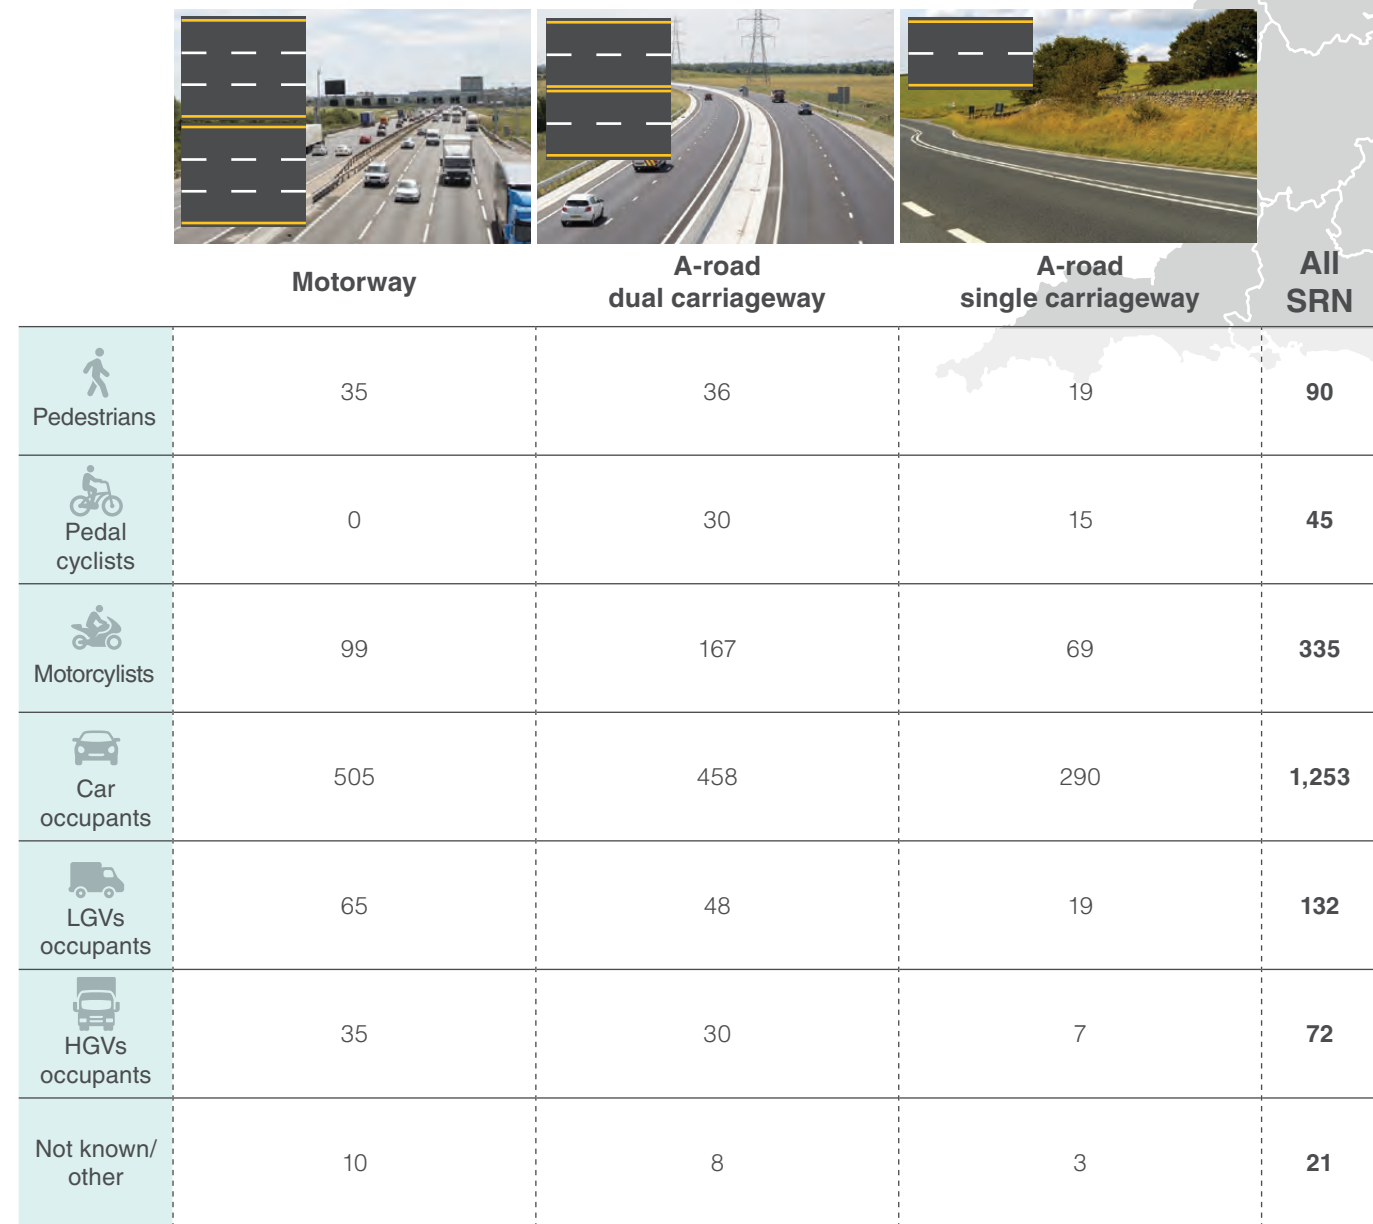 Motorway
A-road
dual carriageway
A-road
single carriageway
All
SRN
Pedestrians
35
36
19
90
Pedal
cyclists
0
30
15
45
Motorcylists
99
167
69
335
Car
occupants
505
458
290
1,253
LGVs
occupants
65
48
19
132
HGVs
occupants
35
30
7
72
Not known/
other
10
8
3
21